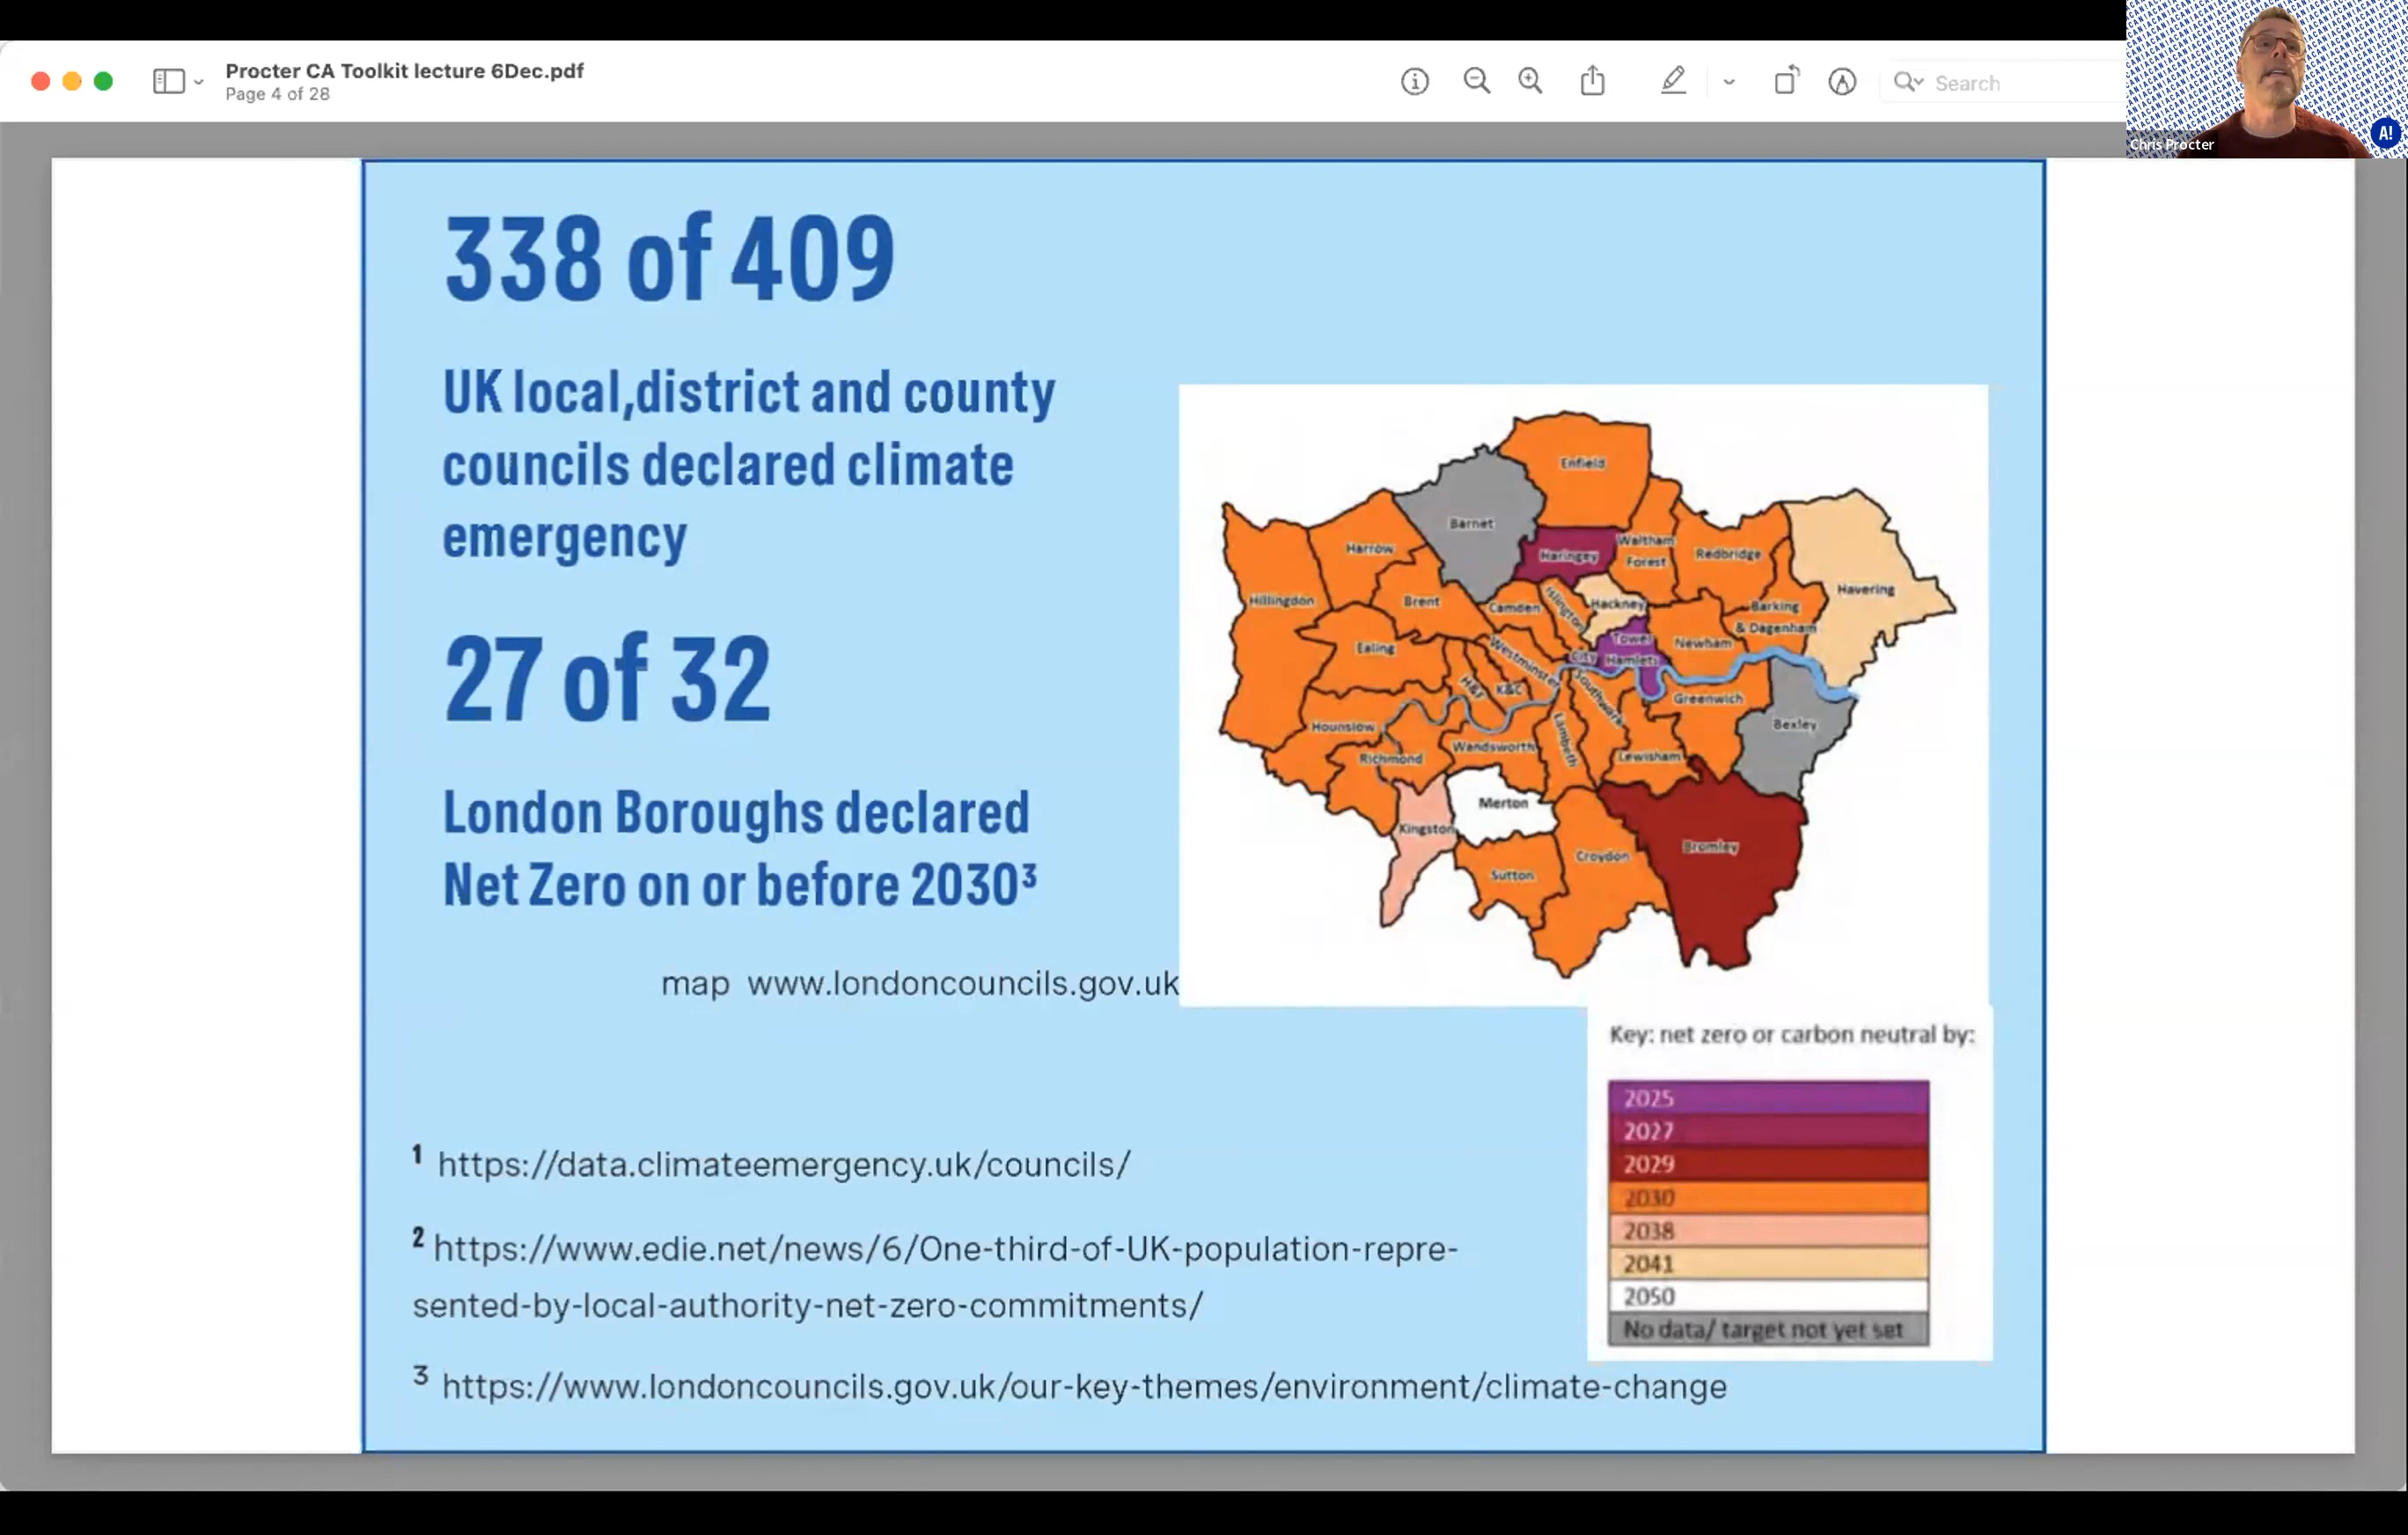 Procter CA Toolkit lecture 6Dec.pdf
Page 4 of 28
Search
Chris Procter
A!
338 of 409
UK local,district and county
councils declared climate
emergency
27 of 32
London Boroughs declared
Net Zero on or before 2030³
map www.londoncouncils.gov.uk
Enfield
Barnet
Haringey
Waltham
Forest
Redbridge
Harrow
Havering
Hillingdon
Brent
Camden
Islington
Hackney
Barking
& Dagenham
Ealing
Westminster
City
Tower
Hamlets
Newham
H&F
K&C
Southwark
Greenwich
Hounslow
Bexley
Richmond
Wandsworth
Lambeth
Lewisham
Merton
Kingston
Bromley
Sutton
Croydon
Key: net zero or carbon neutral by:
2025
2027
2029
2030
2038
2041
2050
No data/ target not yet set
1 https://data.climateemergency.uk/councils/
2 https://www.edie.net/news/6/One-third-of-UK-population-repre-
sented-by-local-authority-net-zero-commitments/
3 https://www.londoncouncils.gov.uk/our-key-themes/environment/climate-change